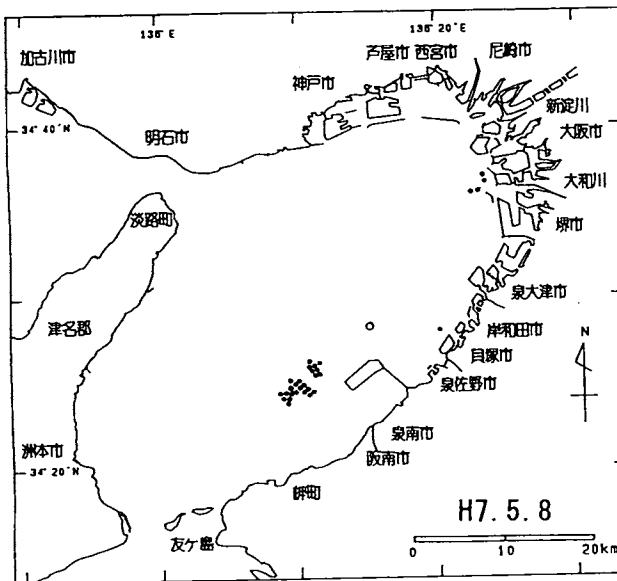 136°E
136°20'E
加古川市
芦屋市
西宮市
尼崎市
神戸市
新淀川
34°40'N
明石市
大阪市
大和川
淡路町
堺市
泉大津市
津名郡
岸和田市
N
貝塚市
泉佐野市
泉南市
洲本市
阪南市
34°20'N
岬町
H7.5.8
友ケ島
0 10 20km